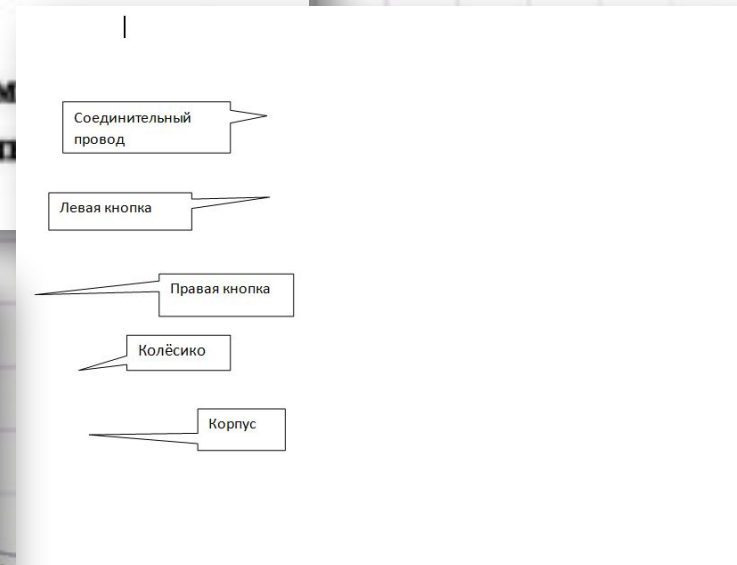 Соединительный
провод
Левая кнопка
Правая кнопка
Колёсико
Корпус